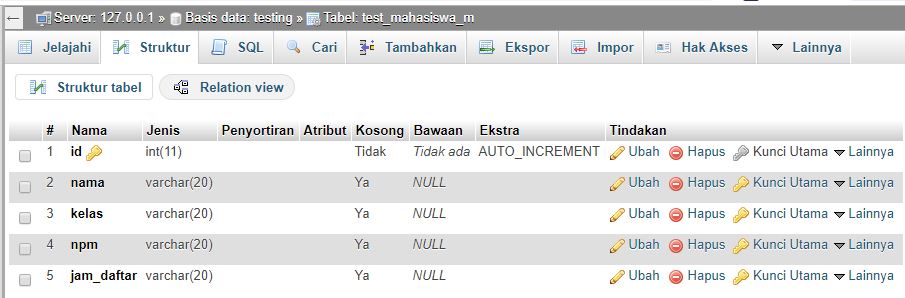 Server: 127.0.0.1 » Basis data: testing » Tabel: test_mahasiswa_m
Jelajahi Struktur SQL Cari Tambahkan Ekspor Impor Hak Akses Lainnya
Struktur tabel Relation view
# Nama Jenis Penyortiran Atribut Kosong Bawaan Ekstra Tindakan
1 id int(11) Tidak Tidak ada AUTO_INCREMENT Ubah Hapus Kunci Utama Lainnya
2 nama varchar(20) Ya NULL Ubah Hapus Kunci Utama Lainnya
3 kelas varchar(20) Ya NULL Ubah Hapus Kunci Utama Lainnya
4 npm varchar(20) Ya NULL Ubah Hapus Kunci Utama Lainnya
5 jam_daftar varchar(20) Ya NULL Ubah Hapus Kunci Utama Lainnya